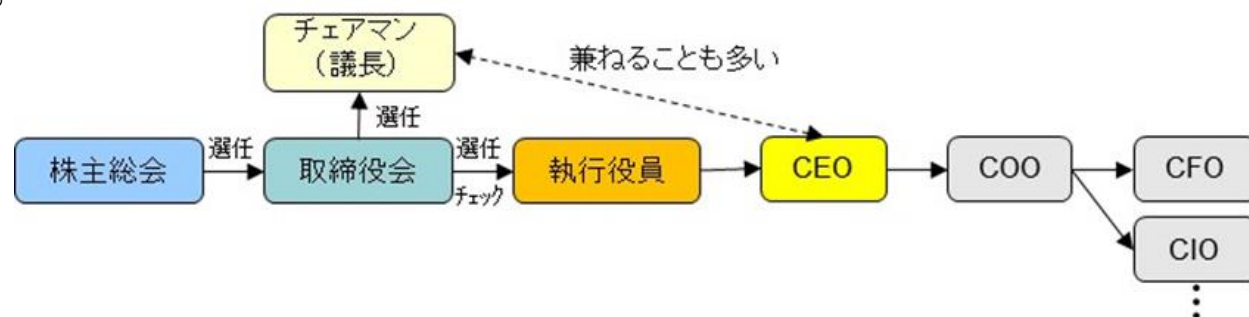 チェアマン
（議長）
兼ねることも多い
選任
株主総会
選任
取締役会
選任
チェック
執行役員
CEO
COO
CFO
CIO